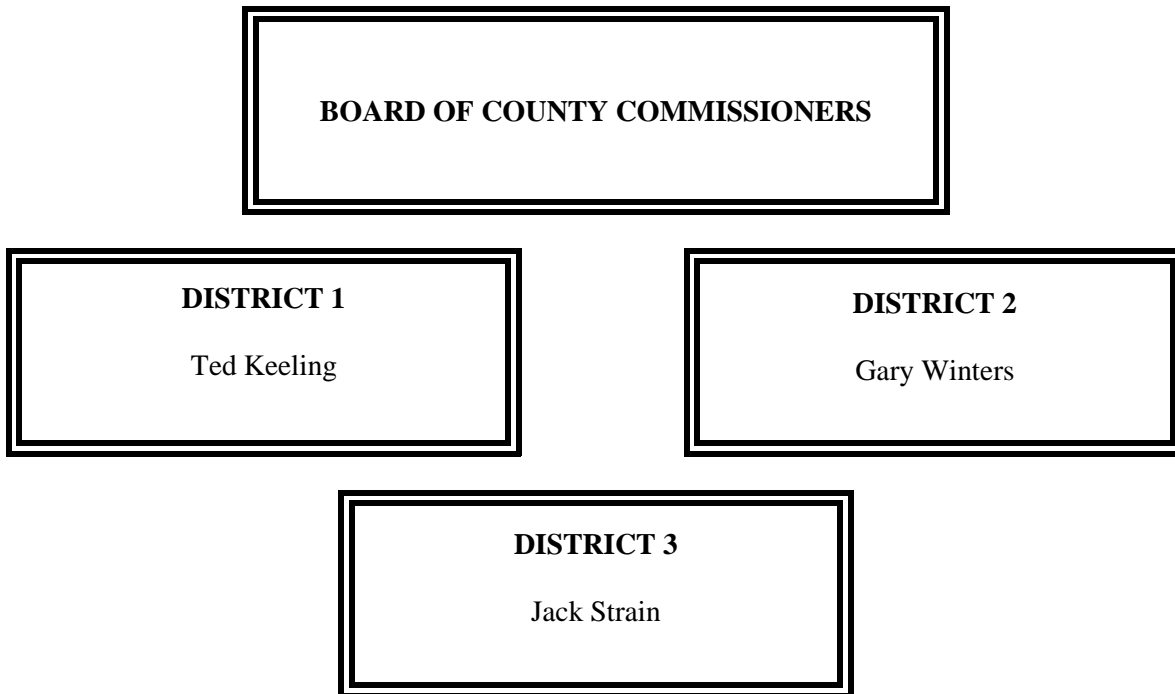 BOARD OF COUNTY COMMISSIONERS
DISTRICT 1
Ted Keeling
DISTRICT 2
Gary Winters
DISTRICT 3
Jack Strain